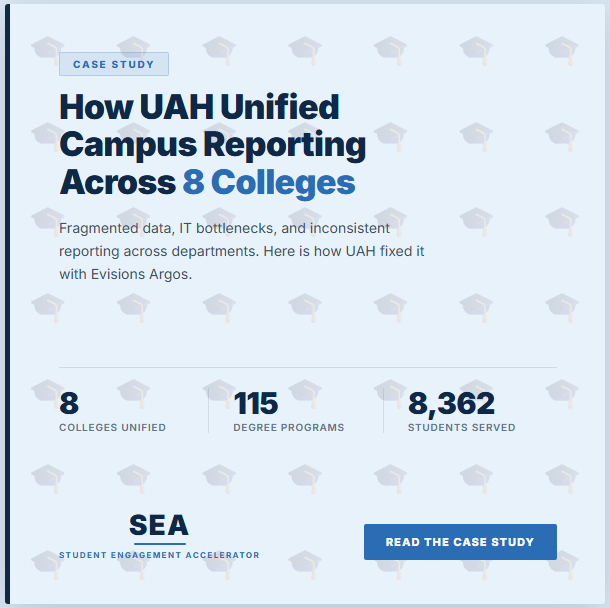 CASE STUDY
How UAH Unified
Campus Reporting
Across 8 Colleges
Fragmented data, IT bottlenecks, and inconsistent
reporting across departments. Here is how UAH fixed it
with Evisions Argos.
8
COLLEGES UNIFIED
115
DEGREE PROGRAMS
8,362
STUDENTS SERVED
SEA
STUDENT ENGAGEMENT ACCELERATOR
READ THE CASE STUDY